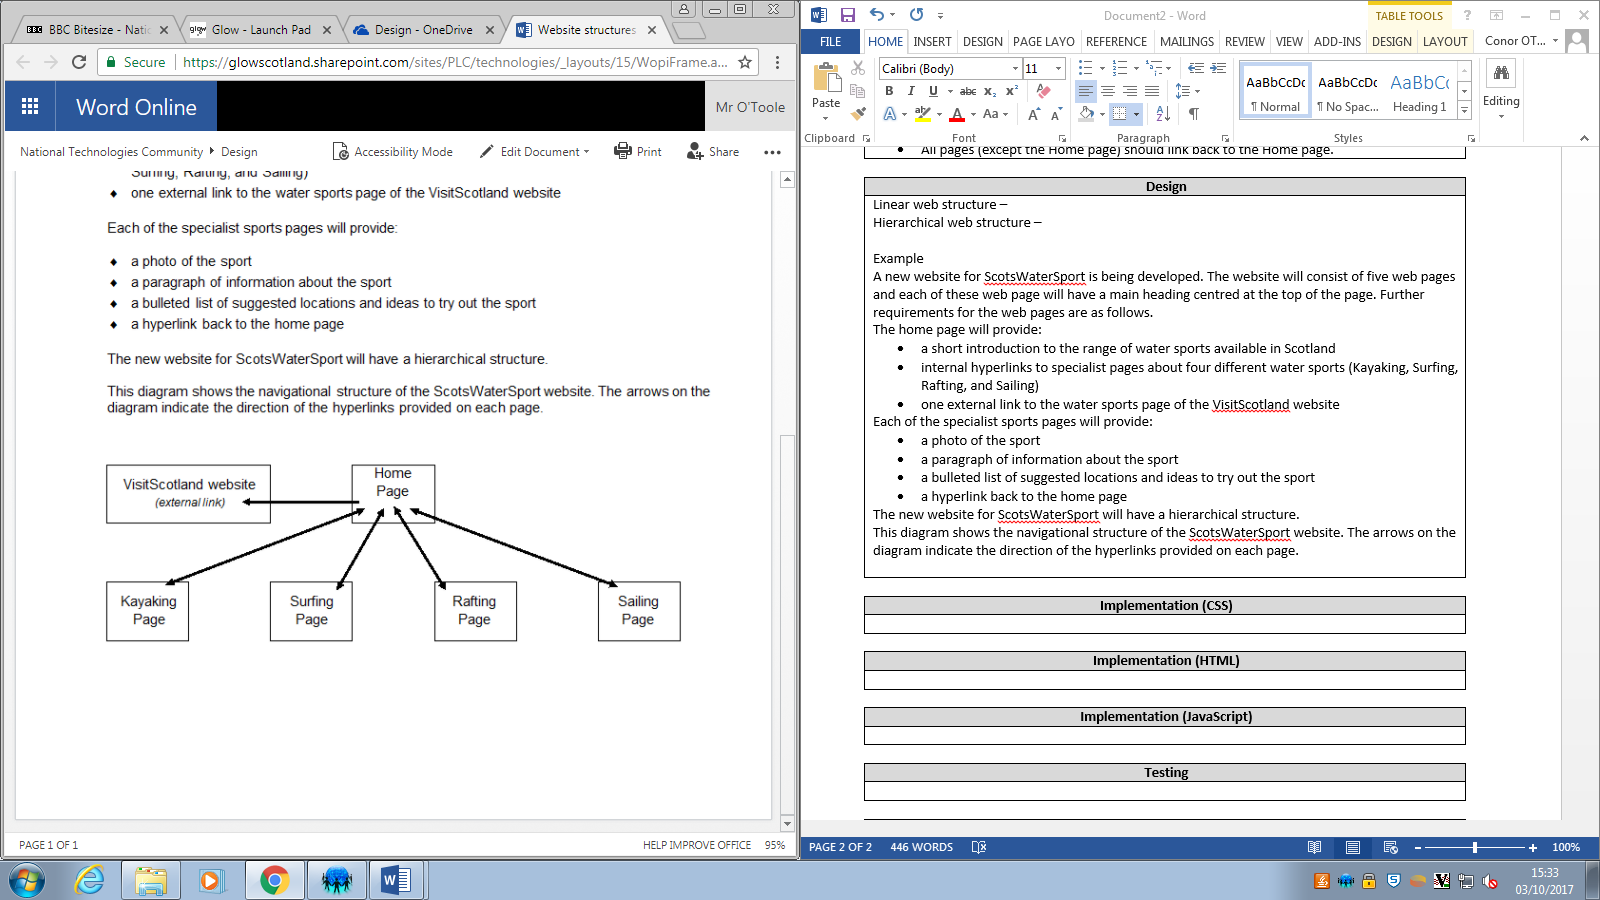 BBC Bitesize - Natio
Glow - Launch Pad
Design - OneDrive
Website structures
Secure
https://glowscotland.sharepoint.com/sites/PLC/technologies/_layouts/15/WopiFrame.a...
Word Online
Mr O'Toole
National Technologies Community
Design
Accessibility Mode
Edit Document
Print
Share
Surfing, Rafting, and Sailing)
♦ one external link to the water sports page of the VisitScotland website
Each of the specialist sports pages will provide:
♦ a photo of the sport
♦ a paragraph of information about the sport
♦ a bulleted list of suggested locations and ideas to try out the sport
♦ a hyperlink back to the home page
The new website for ScotsWaterSport will have a hierarchical structure.
This diagram shows the navigational structure of the ScotsWaterSport website. The arrows on the
diagram indicate the direction of the hyperlinks provided on each page.
VisitScotland website
(external link)
Home
Page
Kayaking
Page
Surfing
Page
Rafting
Page
Sailing
Page
PAGE 1 OF 1
HELP IMPROVE OFFICE
95%
Document2 - Word
TABLE TOOLS
FILE
HOME
INSERT
DESIGN
PAGE LAYO
REFERENCE
MAILINGS
REVIEW
VIEW
ADD-INS
DESIGN
LAYOUT
Conor OT...
Paste
Calibri (Body)
11
B I U abc x₂ x²
A aby A Aa A A
AaBbCcDc
¶ Normal
AaBbCcDc
¶ No Spac...
AaBbCc
Heading 1
Editing
Clipboard
Font
Paragraph
Styles
• All pages (except the Home page) should link back to the Home page.
Design
Linear web structure –
Hierarchical web structure –
Example
A new website for ScotsWaterSport is being developed. The website will consist of five web pages
and each of these web page will have a main heading centred at the top of the page. Further
requirements for the web pages are as follows.
The home page will provide:
• a short introduction to the range of water sports available in Scotland
• internal hyperlinks to specialist pages about four different water sports (Kayaking, Surfing,
Rafting, and Sailing)
• one external link to the water sports page of the VisitScotland website
Each of the specialist sports pages will provide:
• a photo of the sport
• a paragraph of information about the sport
• a bulleted list of suggested locations and ideas to try out the sport
• a hyperlink back to the home page
The new website for ScotsWaterSport will have a hierarchical structure.
This diagram shows the navigational structure of the ScotsWaterSport website. The arrows on the
diagram indicate the direction of the hyperlinks provided on each page.
Implementation (CSS)
Implementation (HTML)
Implementation (JavaScript)
Testing
PAGE 2 OF 2
446 WORDS
100%
15:33
03/10/2017